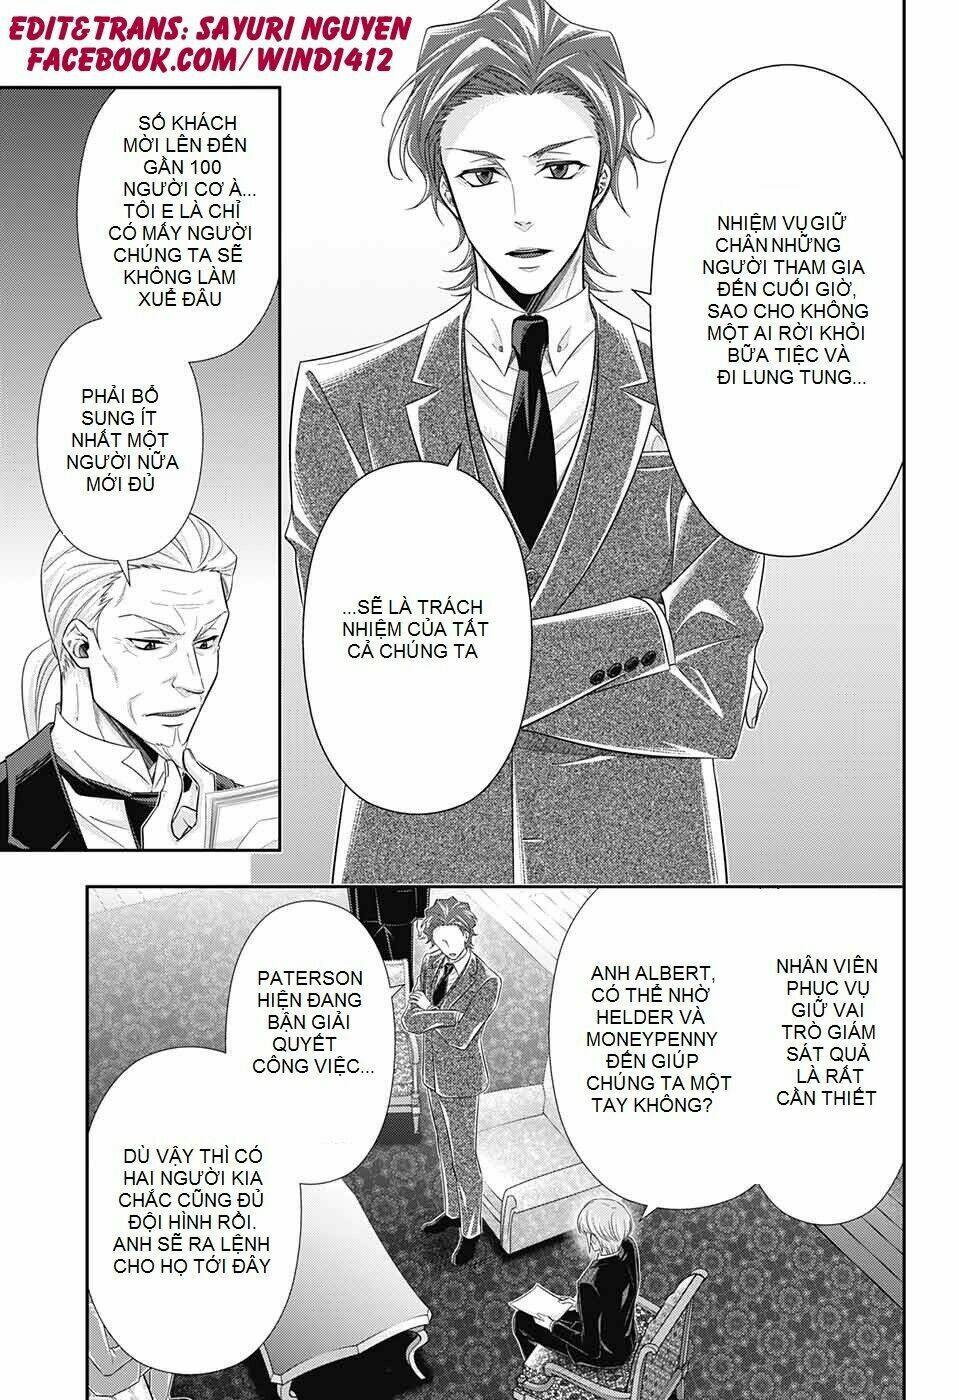 EDIT&TRANS: SAYURI NGUYEN
FACEBOOK.COM/WIND1412
NHIỆM VỤ GIỮ
CHÂN NHỮNG
NGƯỜI THAM GIA
ĐẾN CUỐI GIỜ,
SAO CHO KHÔNG
MỘT AI RỜI KHỎI
BỮA TIỆC VÀ
ĐI LUNG TUNG...
...SẼ LÀ TRÁCH
NHIỆM CỦA TẤT
CẢ CHÚNG TA
SỐ KHÁCH
MỜI LÊN ĐẾN
GẦN 100
NGƯỜI CƠ À...
TÔI E LÀ CHỈ
CÓ MẤY NGƯỜI
CHÚNG TA SẼ
KHÔNG LÀM
XUỂ ĐÂU
PHẢI BỔ
SUNG ÍT
NHẤT MỘT
NGƯỜI NỮA
MỚI ĐỦ
NHÂN VIÊN
PHỤC VỤ
GIỮ VAI
TRÒ GIÁM
SÁT QUẢ
LÀ RẤT
CẦN THIẾT
ANH ALBERT,
CÓ THỂ NHỜ
HELDER VÀ
MONEYPENNY
ĐẾN GIÚP
CHÚNG TA MỘT
TAY KHÔNG?
PATERSON
HIỆN ĐANG
BẬN GIẢI
QUYẾT
CÔNG VIỆC...
DÙ VẬY THÌ CÓ
HAI NGƯỜI KIA
CHẮC CŨNG ĐỦ
ĐỘI HÌNH RỒI.
ANH SẼ RA LỆNH
CHO HỌ TỚI ĐÂY